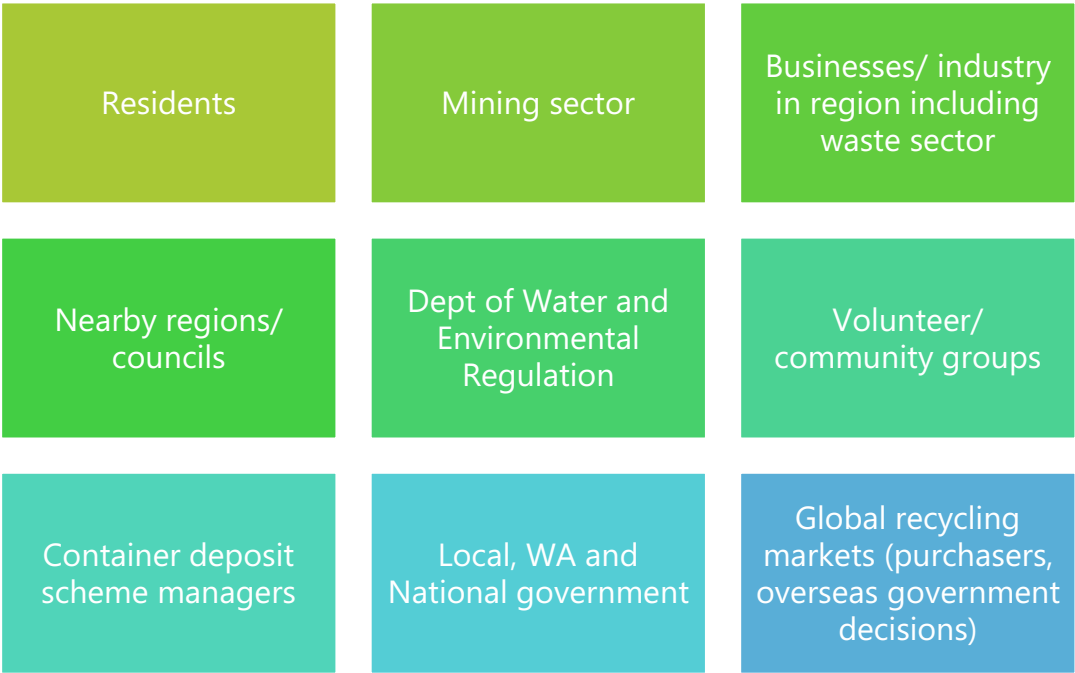 Residents
Mining sector
Businesses/ industry
in region including
waste sector
Nearby regions/
councils
Dept of Water and
Environmental
Regulation
Volunteer/
community groups
Container deposit
scheme managers
Local, WA and
National government
Global recycling
markets (purchasers,
overseas government
decisions)